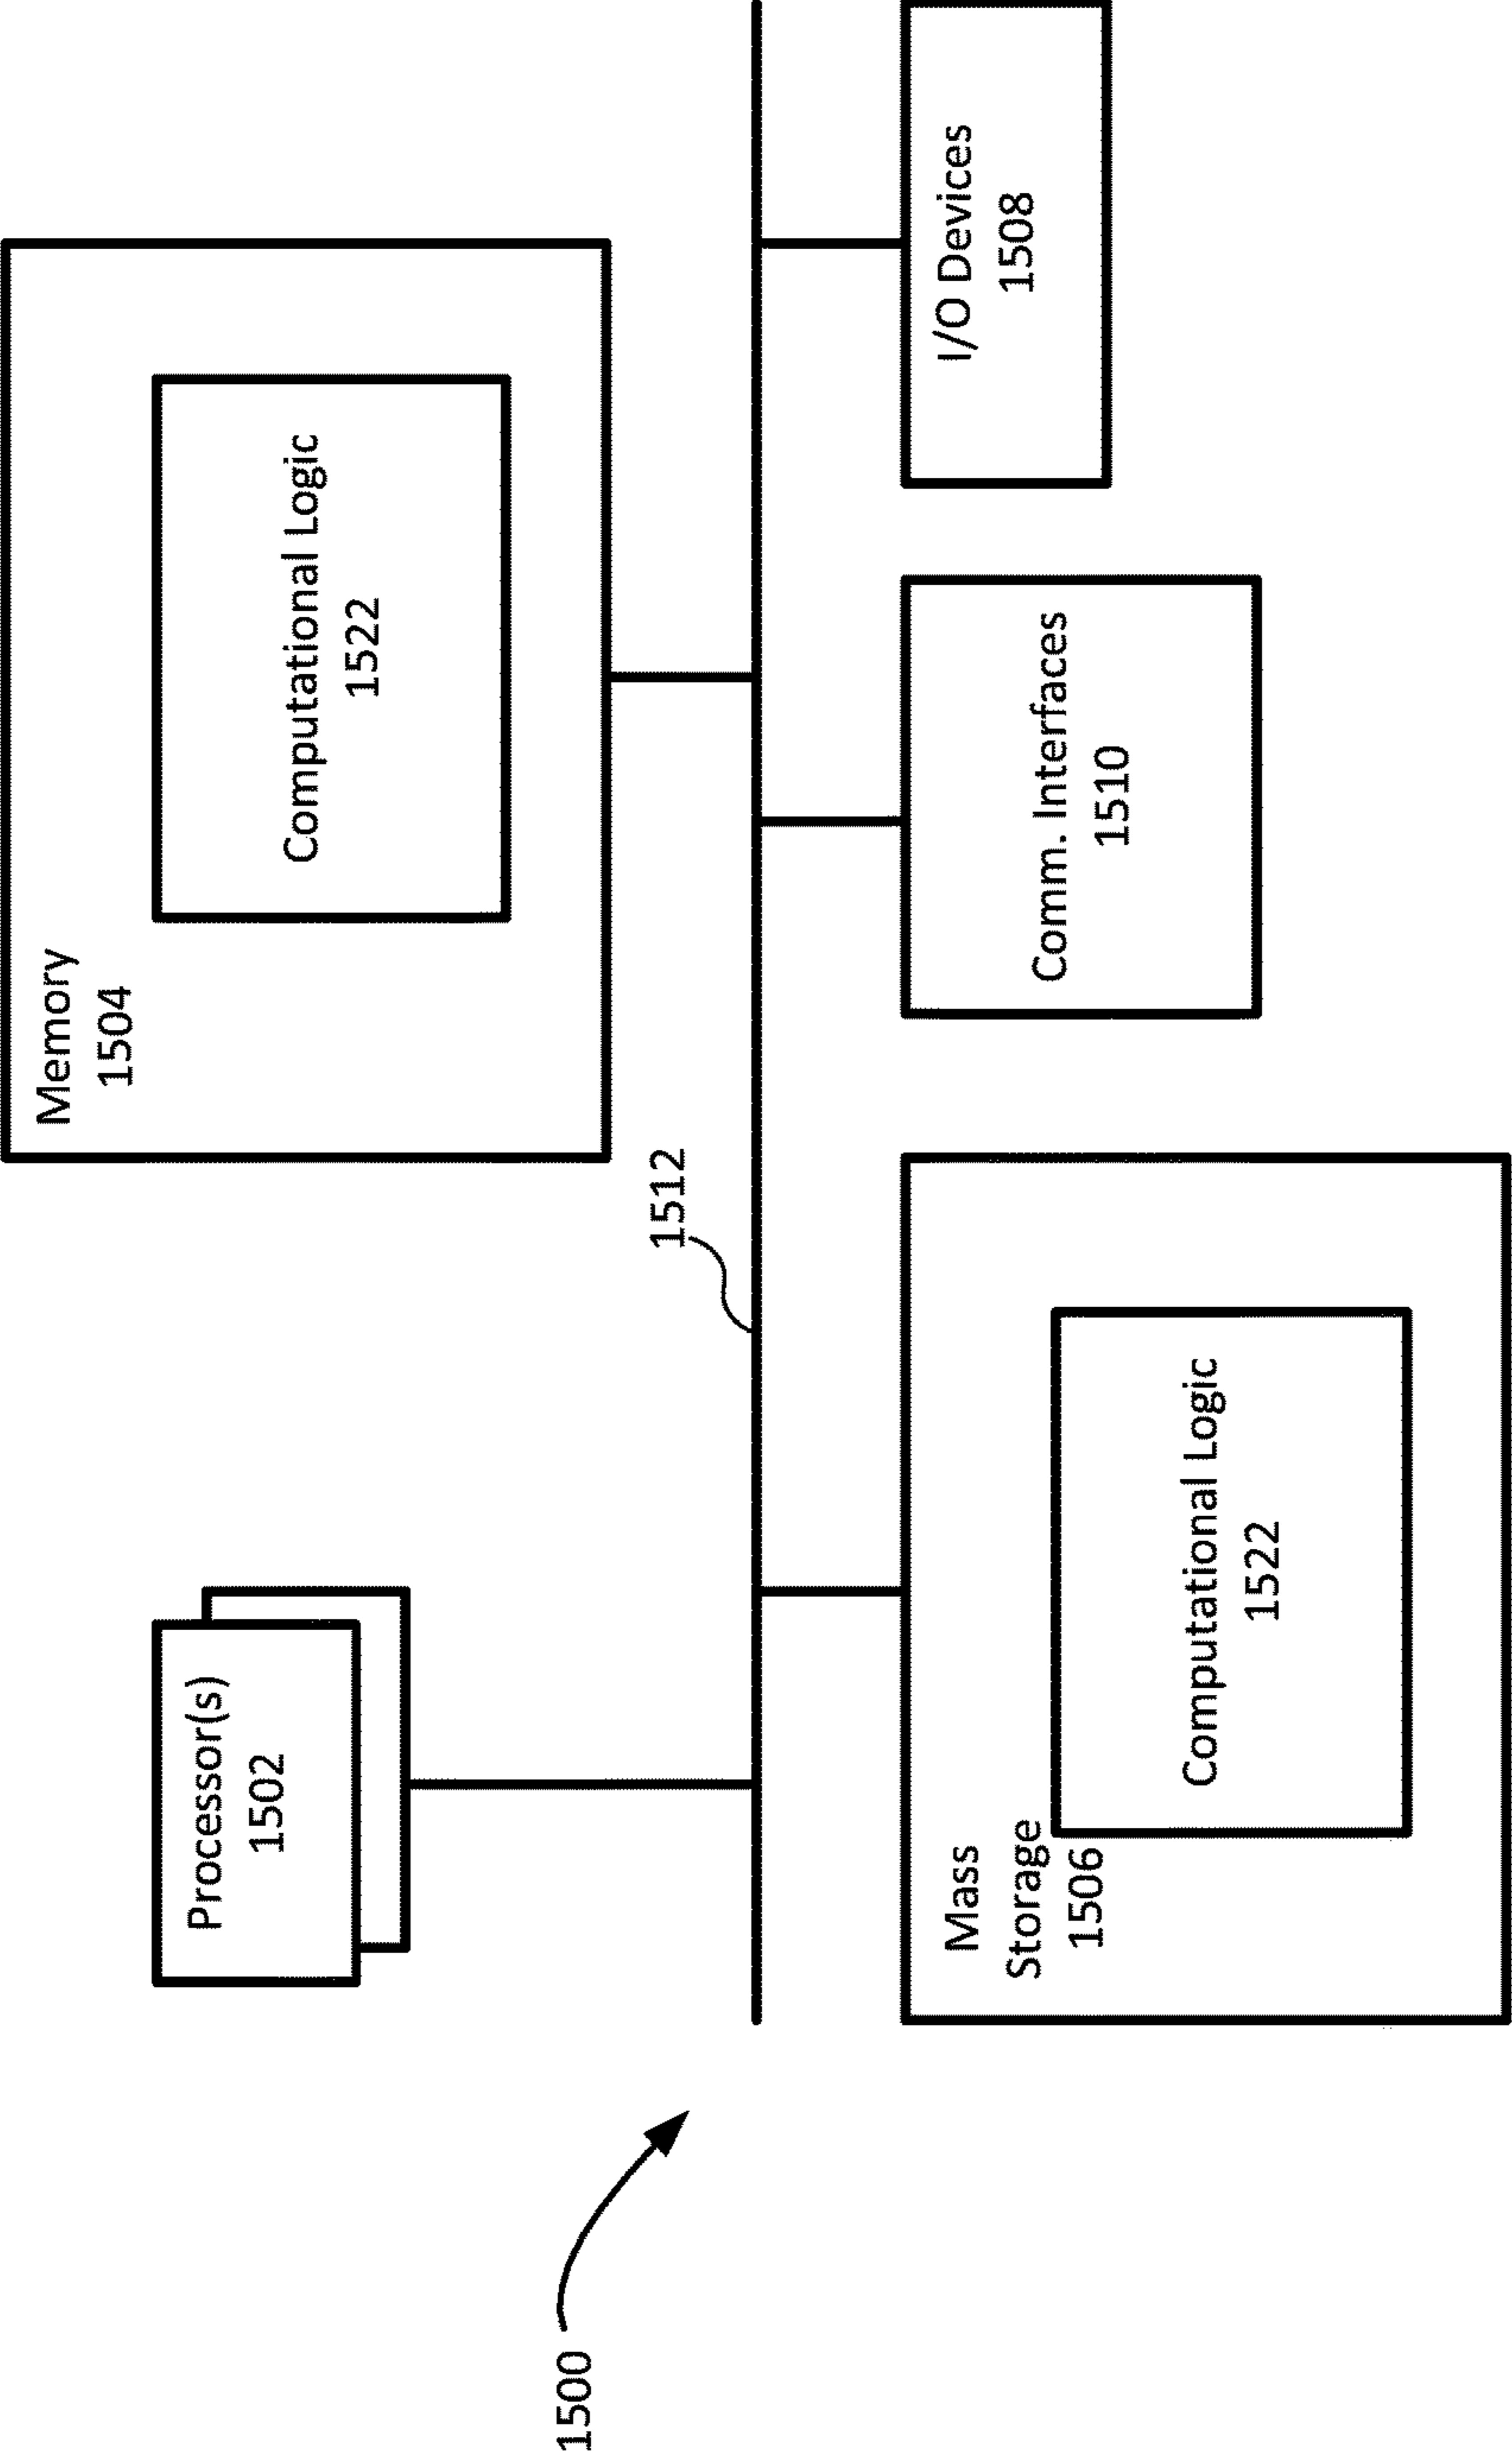 Processor(s)
1502
Memory
1504
Computational Logic
1522
1512
Mass
Storage
1506
Computational Logic
1522
Comm. Interfaces
1510
I/O Devices
1508
1500